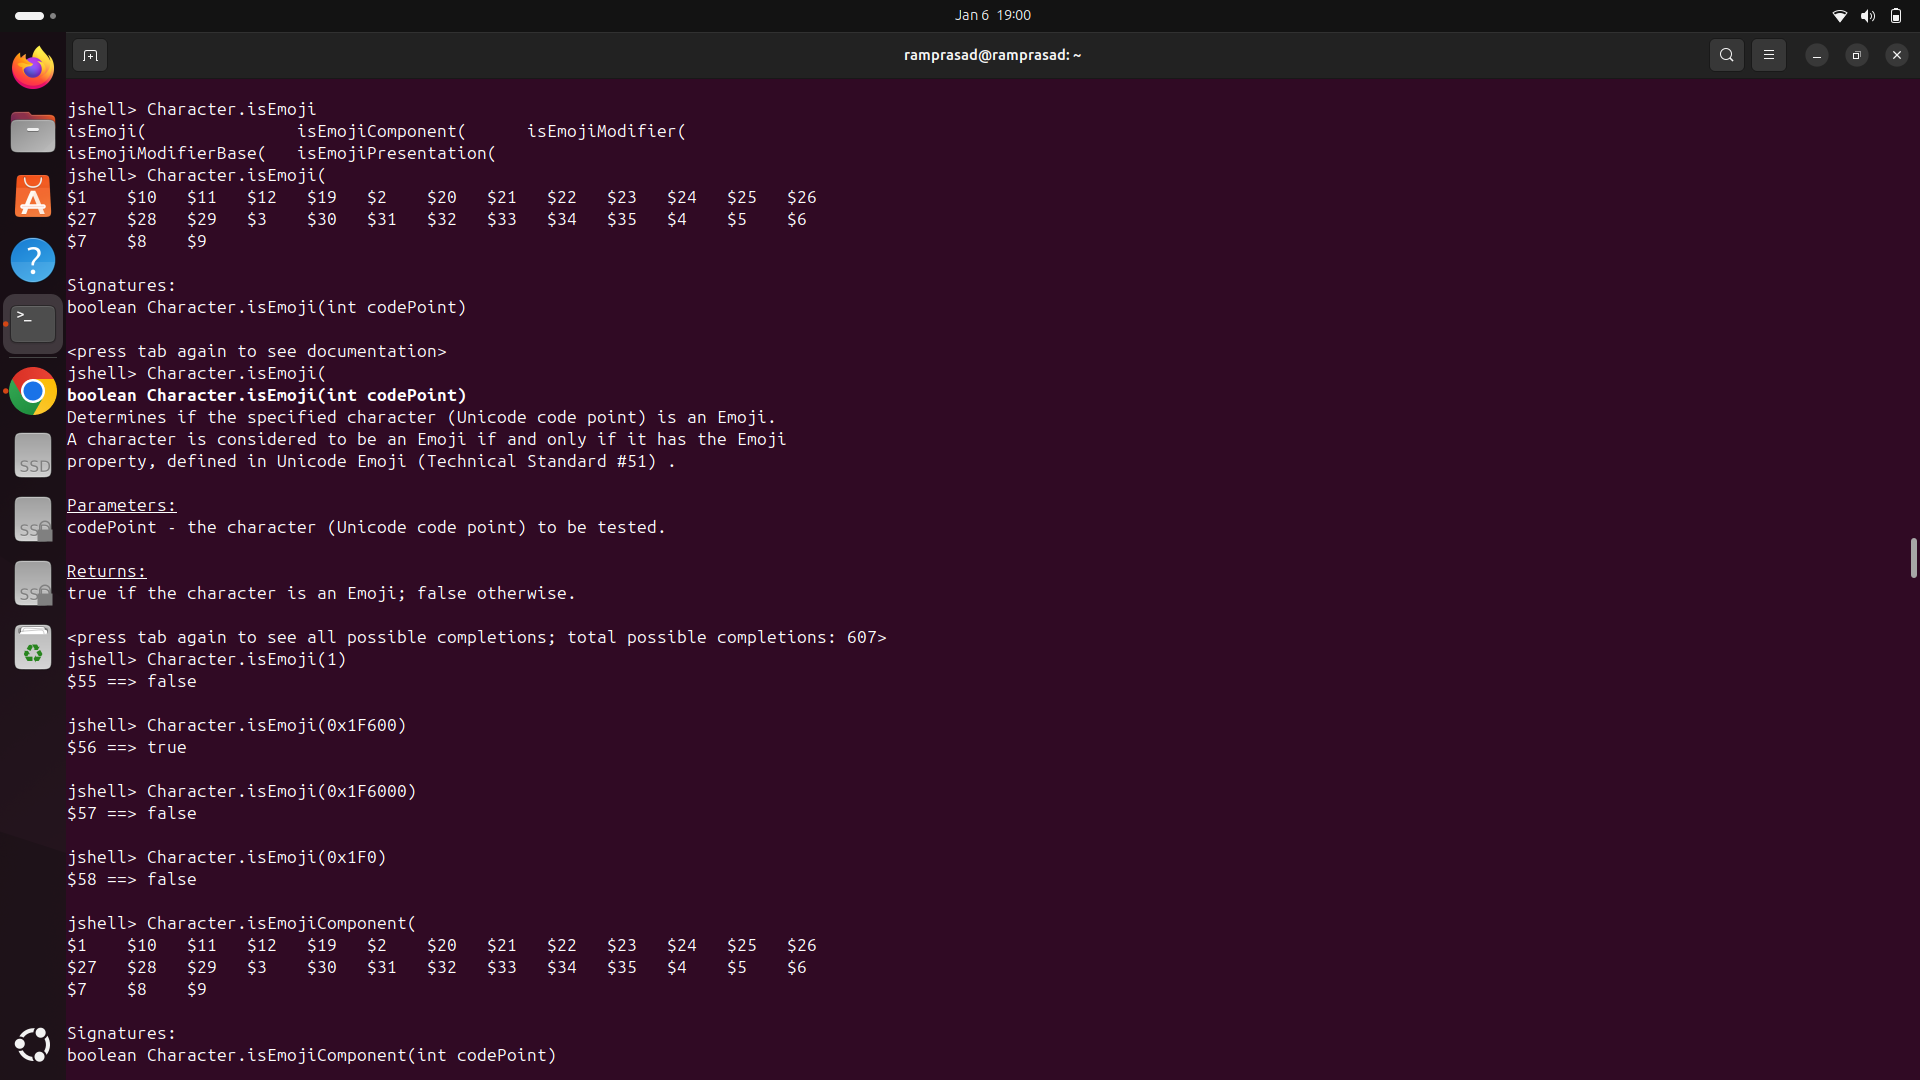 Jan 6 19:00
ramprasad@ramprasad: ~
jshell> Character.isEmoji
isEmoji( isEmojiComponent( isEmojiModifier(
isEmojiModifierBase( isEmojiPresentation(
jshell> Character.isEmoji(
$1 $10 $11 $12 $19 $2 $20 $21 $22 $23 $24 $25 $26
$27 $28 $29 $3 $30 $31 $32 $33 $34 $35 $4 $5 $6
$7 $8 $9
Signatures:
boolean Character.isEmoji(int codePoint)
<press tab again to see documentation>
jshell> Character.isEmoji(
boolean Character.isEmoji(int codePoint)
Determines if the specified character (Unicode code point) is an Emoji.
A character is considered to be an Emoji if and only if it has the Emoji
property, defined in Unicode Emoji (Technical Standard #51) .
Parameters:
codePoint - the character (Unicode code point) to be tested.
Returns:
true if the character is an Emoji; false otherwise.
<press tab again to see all possible completions; total possible completions: 607>
jshell> Character.isEmoji(1)
$55 ==> false
jshell> Character.isEmoji(0x1F600)
$56 ==> true
jshell> Character.isEmoji(0x1F6000)
$57 ==> false
jshell> Character.isEmoji(0x1F0)
$58 ==> false
jshell> Character.isEmojiComponent(
$1 $10 $11 $12 $19 $2 $20 $21 $22 $23 $24 $25 $26
$27 $28 $29 $3 $30 $31 $32 $33 $34 $35 $4 $5 $6
$7 $8 $9
Signatures:
boolean Character.isEmojiComponent(int codePoint)
SSD